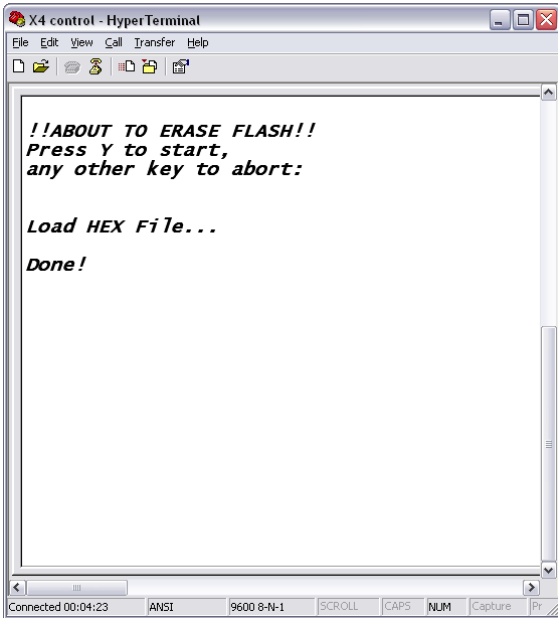 X4 control - HyperTerminal
File Edit View Call Transfer Help
!!ABOUT TO ERASE FLASH!!
Press Y to start,
any other key to abort:
Load HEX File...
Done!
Connected 00:04:23 ANSI 9600 8-N-1 SCROLL CAPS NUM Capture Pr